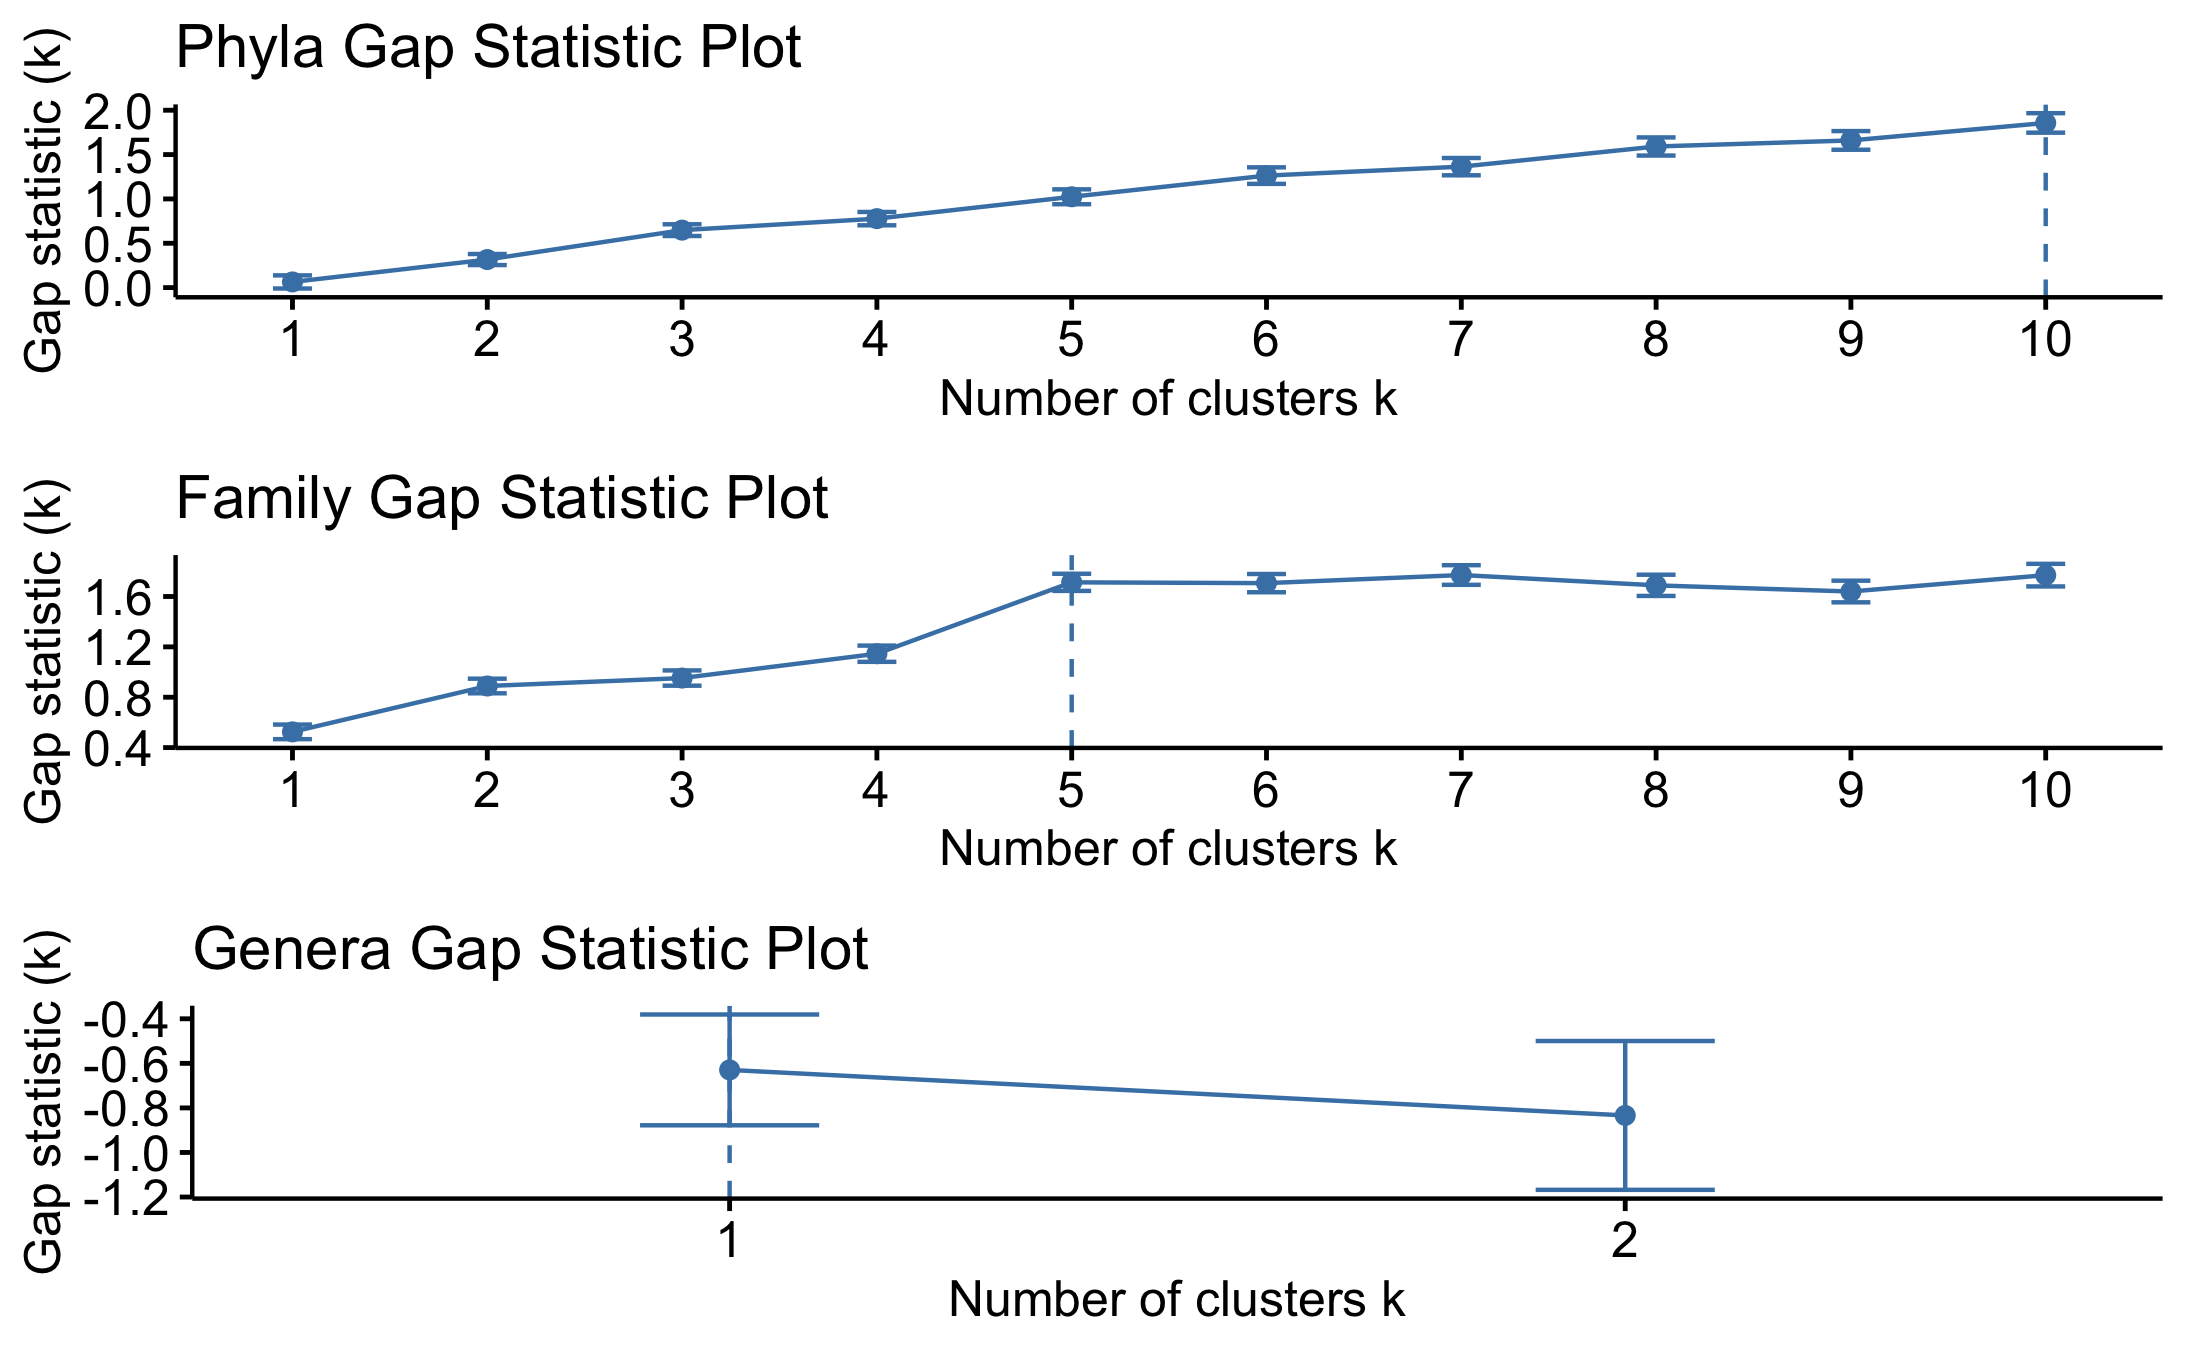 Phyla Gap Statistic Plot
Gap statistic (k)
2.0
1.5
1.0
0.5
0.0
1 2 3 4 5 6 7 8 9 10
Number of clusters k
Family Gap Statistic Plot
Gap statistic (k)
1.6
1.2
0.8
0.4
1 2 3 4 5 6 7 8 9 10
Number of clusters k
Genera Gap Statistic Plot
Gap statistic (k)
-0.4
-0.6
-0.8
-1.0
-1.2
1 2
Number of clusters k